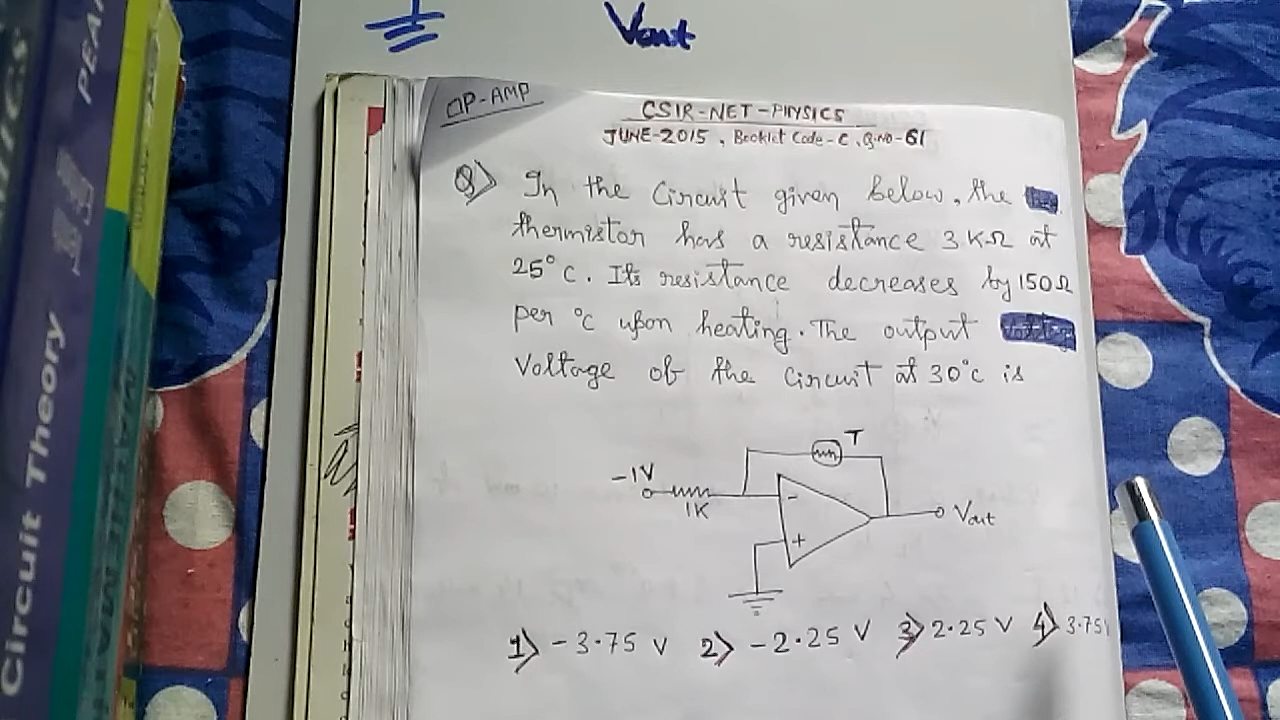 Vout
OP-AMP
CSIR-NET-PHYSICS
JUNE-2015, Booklet Code-C, Q.No-61
Q) In the Circuit given below, the
thermistor has a resistance 3 KΩ at
25°C. Its resistance decreases by 150Ω
per °C upon heating. The output
Voltage of the circuit at 30°C is
T
-1V
1K
-
+
Vout
1) -3.75 V 2) -2.25 V 3) 2.25 V 4) 3.75V
Circuit Theory